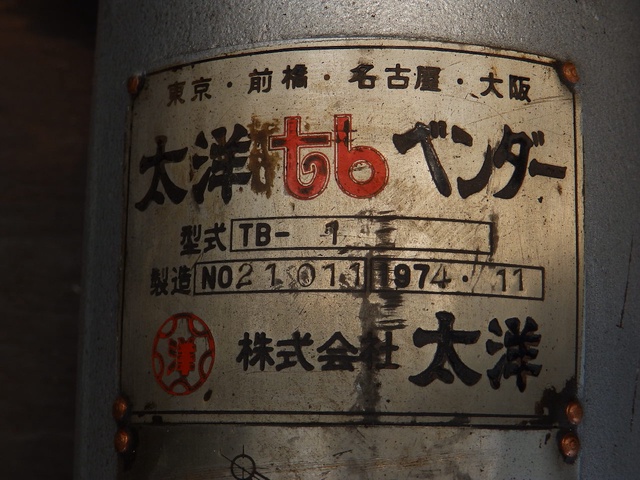 東京・前橋・名古屋・大阪
太洋 tb ベンダー
型式 TB- 1
製造 NO21011 1974・11
洋 株式会社 太洋